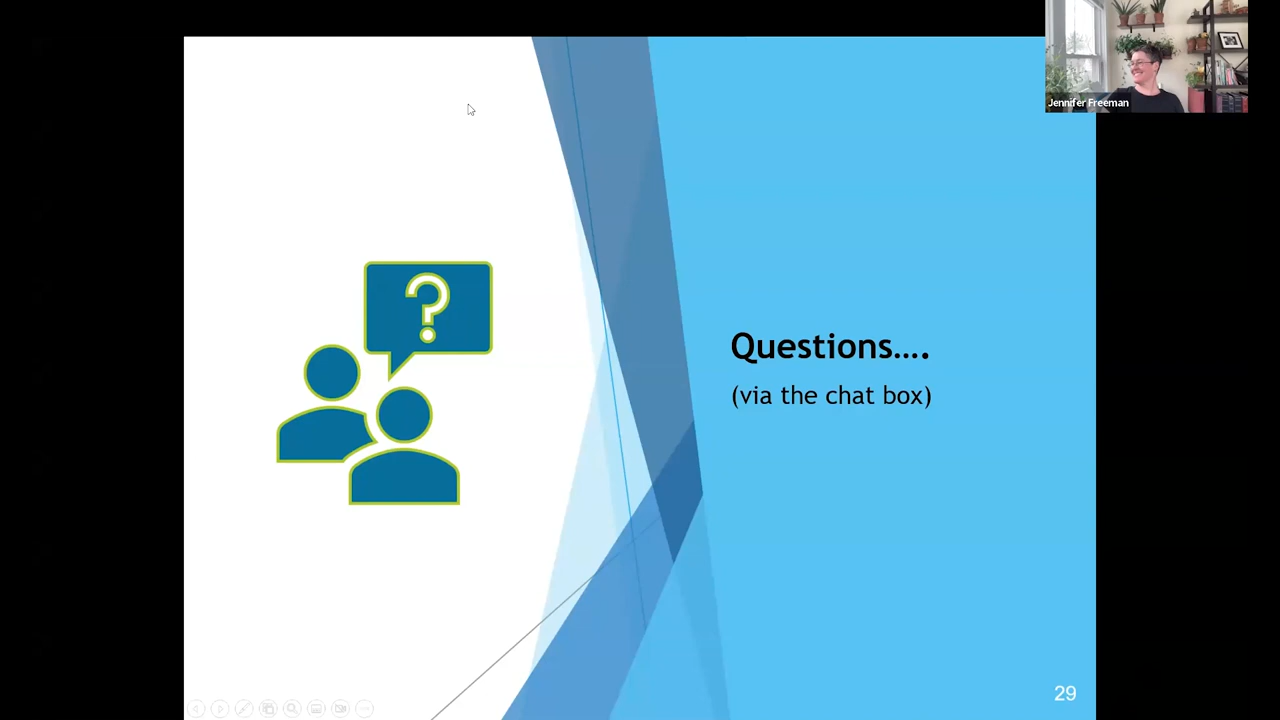 Jennifer Freeman
?
Questions....
(via the chat box)
29